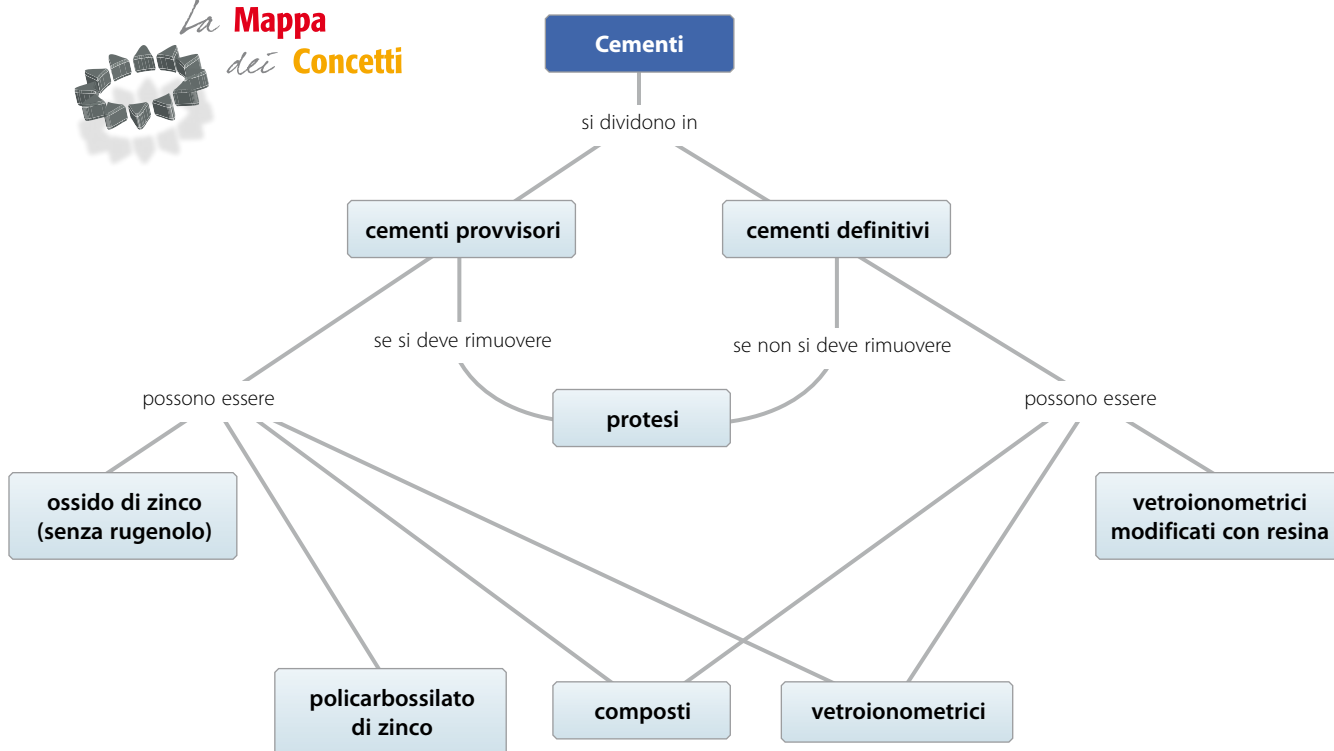 La Mappa
dei Concetti
Cementi
si dividono in
cementi provvisori
cementi definitivi
se si deve rimuovere
se non si deve rimuovere
possono essere
protesi
possono essere
ossido di zinco
(senza rugenolo)
vetroionometrici
modificati con resina
policarbossilato
di zinco
composti
vetroionometrici